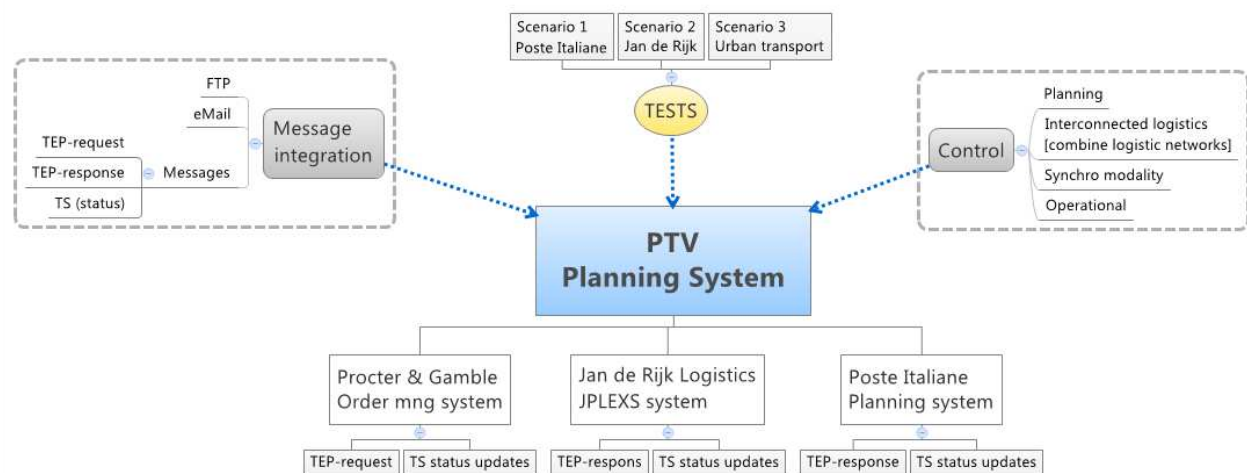 Scenario 1
Poste Italiane
Scenario 2
Jan de Rijk
Scenario 3
Urban transport
TESTS
FTP
eMail
Message
integration
TEP-request
TEP-response
Messages
TS (status)
Control
Planning
Interconnected logistics
[combine logistic networks]
Synchro modality
Operational
PTV
Planning System
Procter & Gamble
Order mng system
Jan de Rijk Logistics
JPLEXS system
Poste Italiane
Planning system
TEP-request
TS status updates
TEP-respons
TS status updates
TEP-response
TS status updates